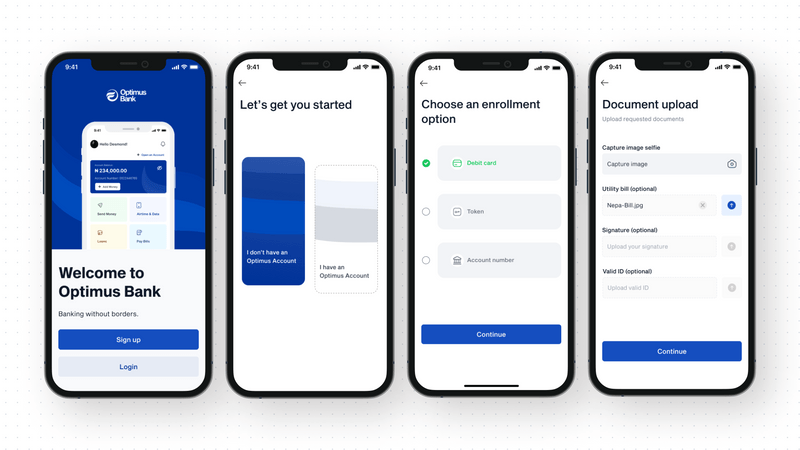 9:41
Optimus
Bank
Hello Desmond!
₦ 234,000.00
Add Money
Send Money
Airtime & Data
Loans
Pay Bills
Welcome to
Optimus Bank
Banking without borders.
Sign up
Login
9:41
Let's get you started
I don't have an
Optimus Account
I have an
Optimus Account
9:41
Choose an enrollment
option
Debit card
Token
Account number
Continue
9:41
Document upload
Upload requested documents
Capture image selfie
Capture image
Utility bill (optional)
Nepa-Bill.jpg
Signature (optional)
Upload your signature
Valid ID (optional)
Upload valid ID
Continue